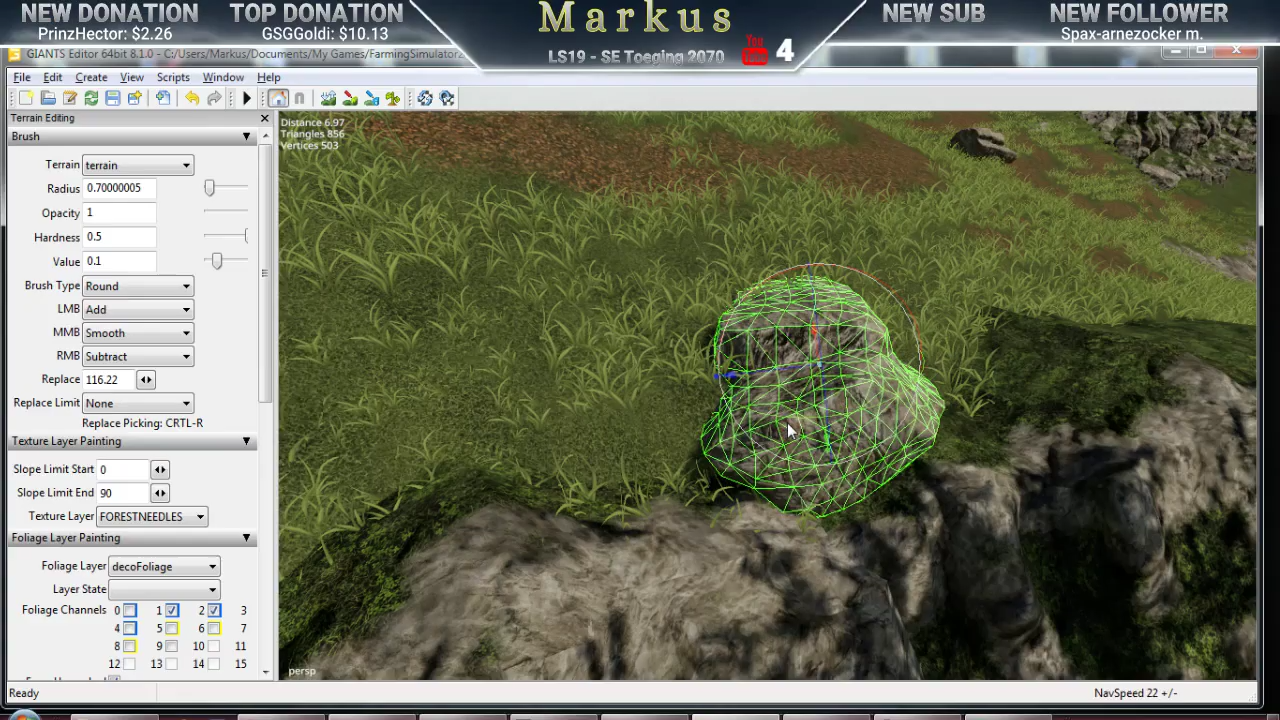 NEW DONATION
PrinzHector: $2.26
TOP DONATION
GSGGoldi: $10.13
Markus
LS19 - SE Toeging 2070
You Tube
4
NEW SUB
NEW FOLLOWER
Spax-arnezocker m.
GIANTS Editor 64bit 8.1.0 - C:/Users/Markus/Documents/My Games/FarmingSimulator
File Edit Create View Scripts Window Help
Terrain Editing
Brush
Terrain terrain
Radius 0.70000005
Opacity 1
Hardness 0.5
Value 0.1
Brush Type Round
LMB Add
MMB Smooth
RMB Subtract
Replace 116.22
Replace Limit None
Replace Picking: CRTL-R
Texture Layer Painting
Slope Limit Start 0
Slope Limit End 90
Texture Layer FORESTNEEDLES
Foliage Layer Painting
Foliage Layer decoFoliage
Layer State
Foliage Channels 0 1 2 3
4 5 6 7
8 9 10 11
12 13 14 15
Distance 6.97
Triangles 856
Vertices 503
persp
Ready
NavSpeed 22 +/-